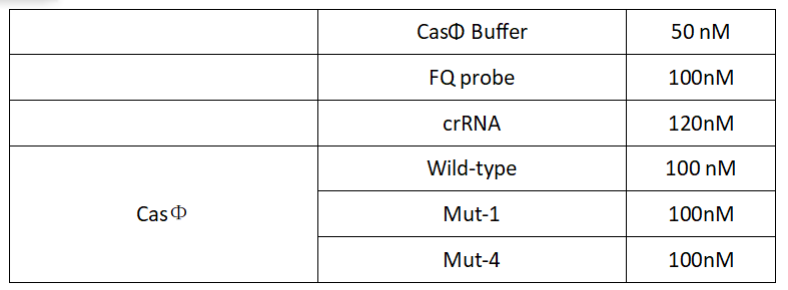 CasΦ Buffer 50 nM
FQ probe 100nM
crRNA 120nM
Wild-type 100 nM
CasΦ Mut-1 100nM
Mut-4 100nM